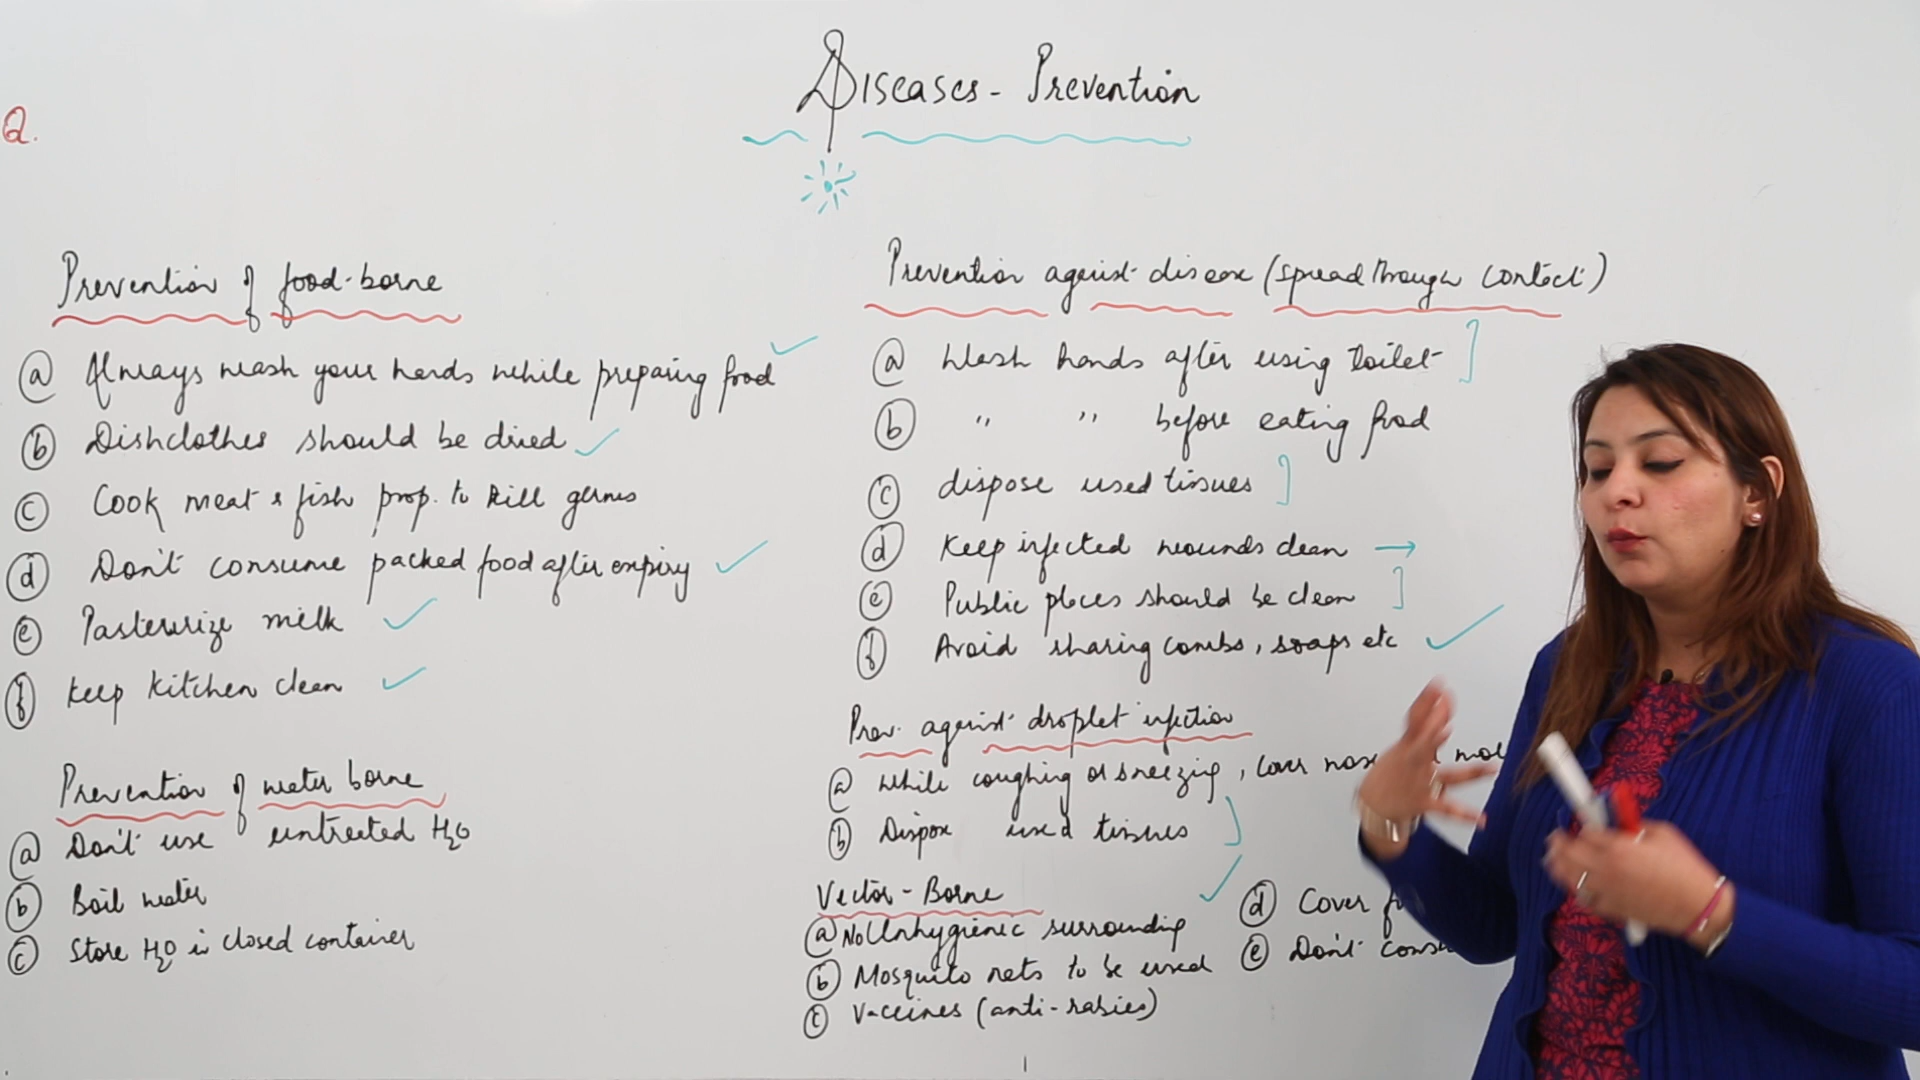 Diseases - Prevention
Q.
Prevention of food-borne
(a) Always wash your hands while preparing food
(b) Dishclothes should be dried
(c) Cook meat & fish prop. to kill germs
(d) Don't consume packed food after expiry
(e) Pasteurize milk
(f) Keep kitchen clean
Prevention of water borne
(a) Don't use untreated H2O
(b) Boil water
(c) Store H2O in closed container
Prevention against disease (spread through contact)
(a) Wash hands after using toilet
(b) " " before eating food
(c) dispose used tissues
(d) Keep infected wounds clean →
(e) Public places should be clean
(f) Avoid sharing combs, soaps etc
Prev. against droplet infection
(a) While coughing or sneezing, cover
(b) Dispose used tissues
Vector-Borne
(a) No Unhygienic surrounding
(b) Mosquito nets to be used
(c) Vaccines (anti-rabies)
(d) Cover
(e) Don't